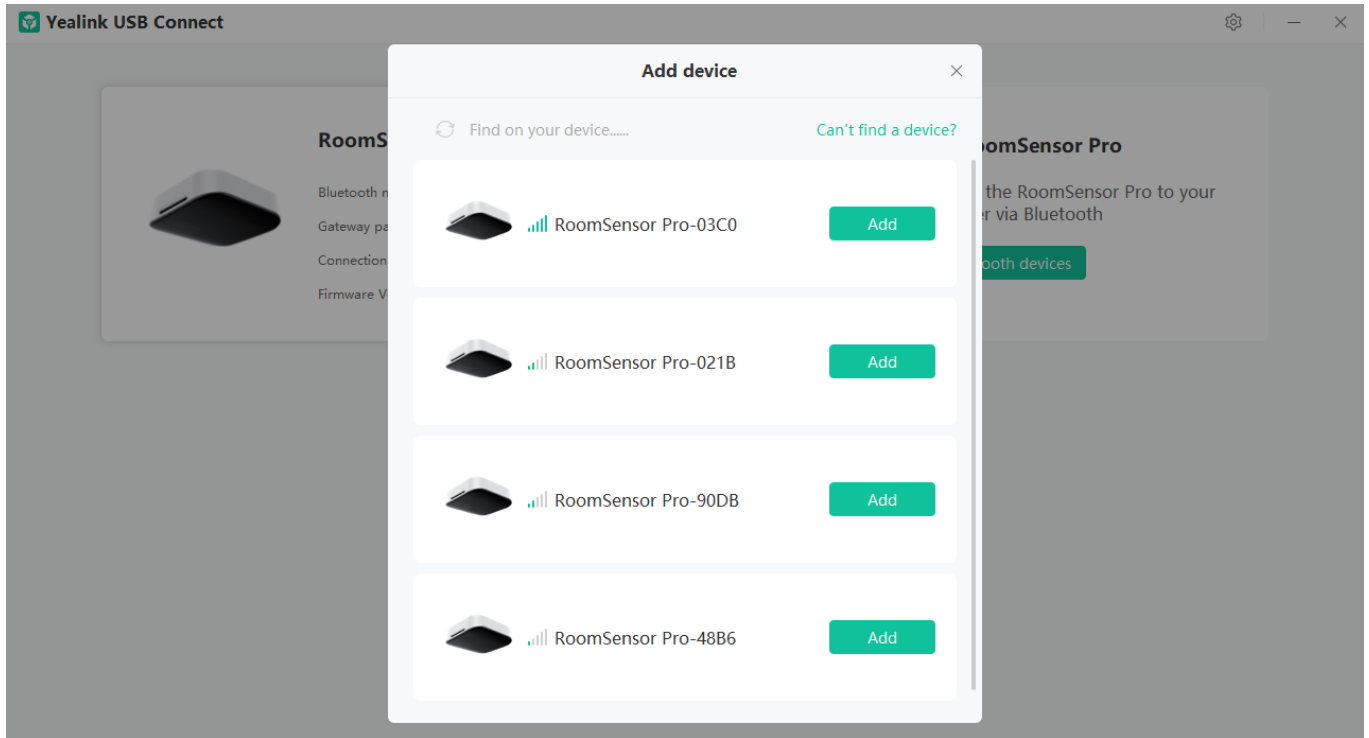 Yealink USB Connect
Add device
Find on your device......
Can't find a device?
RoomS
Bluetooth n
Gateway pa
Connection
Firmware V
RoomSensor Pro-03C0
Add
RoomSensor Pro-021B
Add
RoomSensor Pro-90DB
Add
RoomSensor Pro-48B6
Add
omSensor Pro
the RoomSensor Pro to your
r via Bluetooth
ooth devices